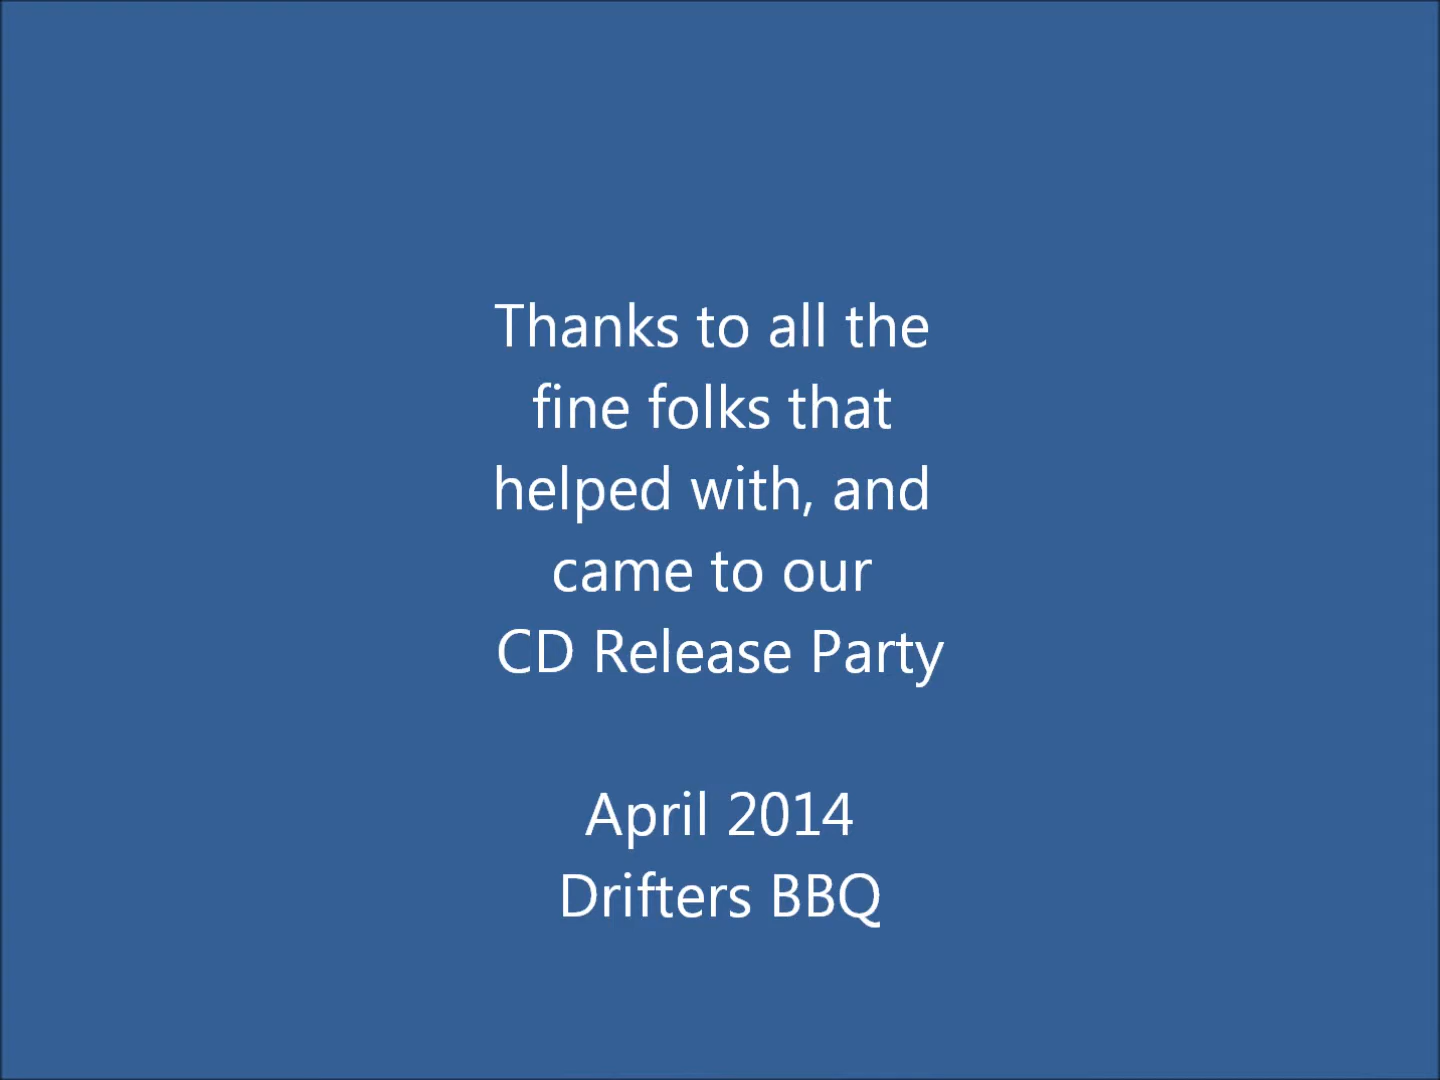 Thanks to all the
fine folks that
helped with, and
came to our
CD Release Party
April 2014
Drifters BBQ